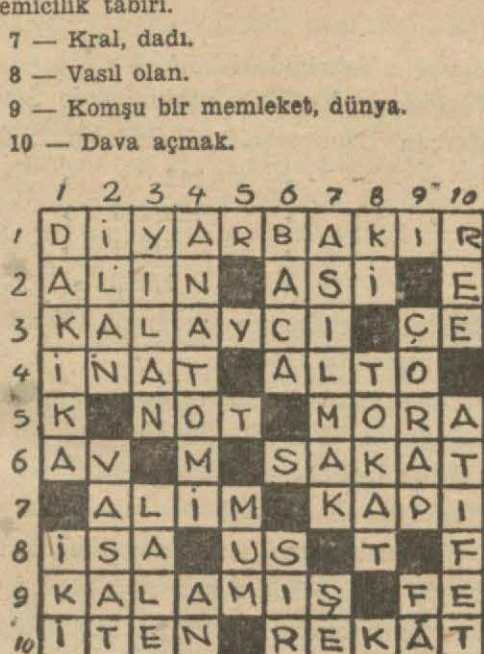 emicilik tabiri.
7 — Kral, dadı.
8 — Vasıl olan.
9 — Komşu bir memleket, dünya.
10 — Dava açmak.
1 2 3 4 5 6 7 8 9 10
1 D İ Y A R B A K I R
2 A L I N A S İ E
3 K A L A Y C I Ç E
4 İ N A T A L T O
5 K N O T M O R A
6 A V M S A K A T
7 A L İ M K A P I
8 İ S A U S T F
9 K A L A M I Ş F E
10 İ T E N R E K Â T